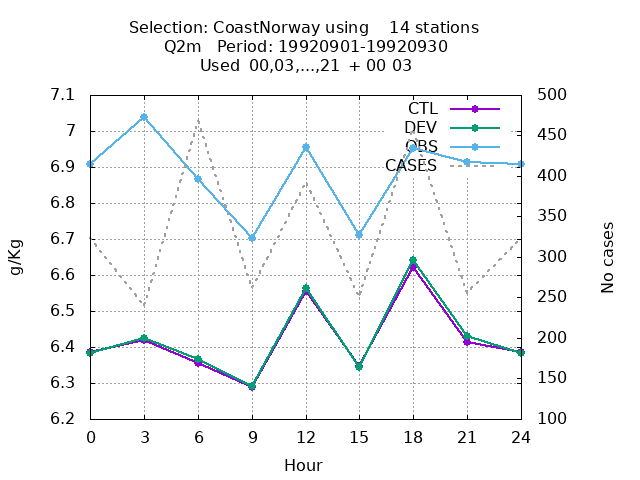 Selection: CoastNorway using 14 stations
Q2m Period: 19920901-19920930
Used 00,03,...,21 + 00 03
7.1
7
6.9
6.8
6.7
6.6
6.5
6.4
6.3
6.2
g/Kg
500
450
400
350
300
250
200
150
100
No cases
CTL
DEV
OBS
CASES
0 3 6 9 12 15 18 21 24
Hour